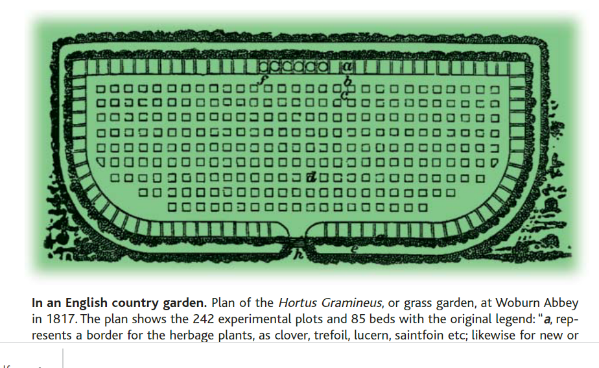 a
f
b
c
d
e
h
In an English country garden. Plan of the Hortus Gramineus, or grass garden, at Woburn Abbey
in 1817. The plan shows the 242 experimental plots and 85 beds with the original legend: "a, rep-
resents a border for the herbage plants, as clover, trefoil, lucern, saintfoin etc; likewise for new or